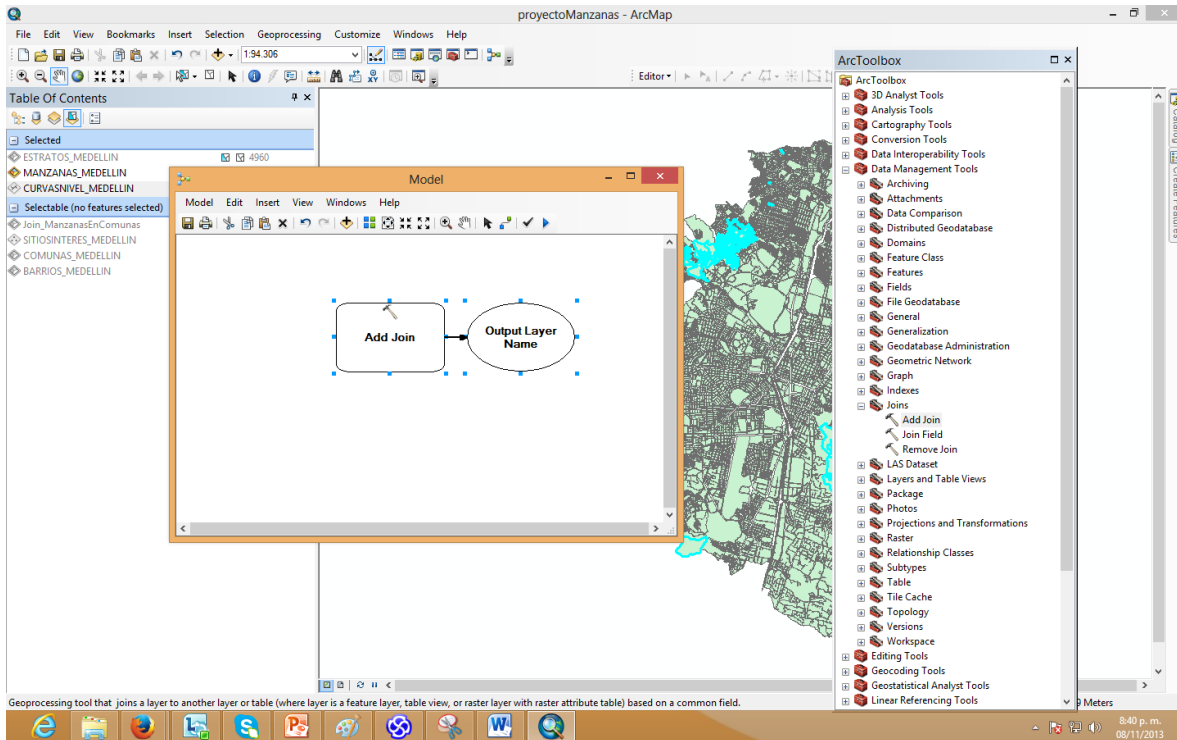 proyectoManzanas - ArcMap
File Edit View Bookmarks Insert Selection Geoprocessing Customize Windows Help
1:94.306
Editor
Table Of Contents
Selected
ESTRATOS_MEDELLIN 4960
MANZANAS_MEDELLIN
CURVASNIVEL_MEDELLIN
Selectable (no features selected)
Join_ManzanasEnComunas
SITIOSINTERES_MEDELLIN
COMUNAS_MEDELLIN
BARRIOS_MEDELLIN
Model
Model Edit Insert View Windows Help
Add Join
Output Layer
Name
ArcToolbox
ArcToolbox
3D Analyst Tools
Analysis Tools
Cartography Tools
Conversion Tools
Data Interoperability Tools
Data Management Tools
Archiving
Attachments
Data Comparison
Distributed Geodatabase
Domains
Feature Class
Features
Fields
File Geodatabase
General
Generalization
Geodatabase Administration
Geometric Network
Graph
Indexes
Joins
Add Join
Join Field
Remove Join
LAS Dataset
Layers and Table Views
Package
Photos
Projections and Transformations
Raster
Relationship Classes
Subtypes
Table
Tile Cache
Topology
Versions
Workspace
Editing Tools
Geocoding Tools
Geostatistical Analyst Tools
Linear Referencing Tools
Catalog
Create Features
Geoprocessing tool that joins a layer to another layer or table (where layer is a feature layer, table view, or raster layer with raster attribute table) based on a common field.
9 Meters
8:40 p. m.
08/11/2013